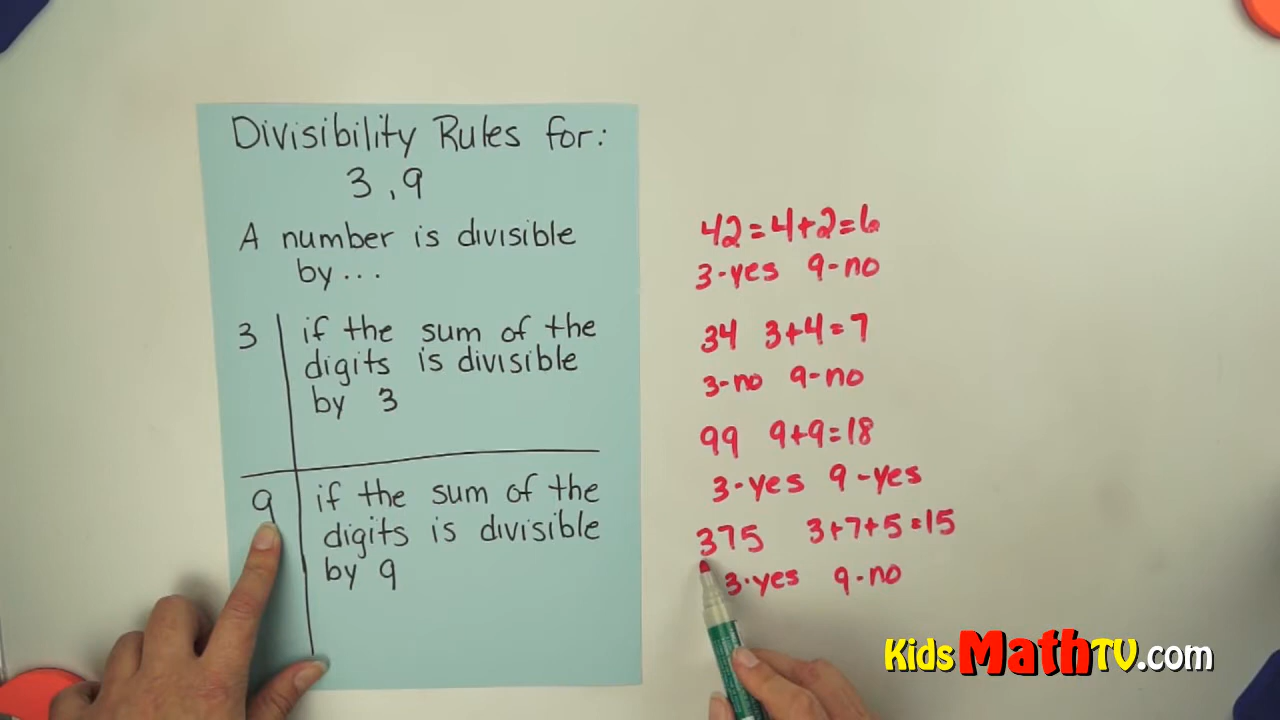 Divisibility Rules for:
3, 9
A number is divisible
by...
3 if the sum of the
digits is divisible
by 3
9 if the sum of the
digits is divisible
by 9
42=4+2=6
3-yes 9-no
34 3+4=7
3-no 9-no
99 9+9=18
3-yes 9-yes
375 3+7+5=15
3-yes 9-no
KidsMathTV.com